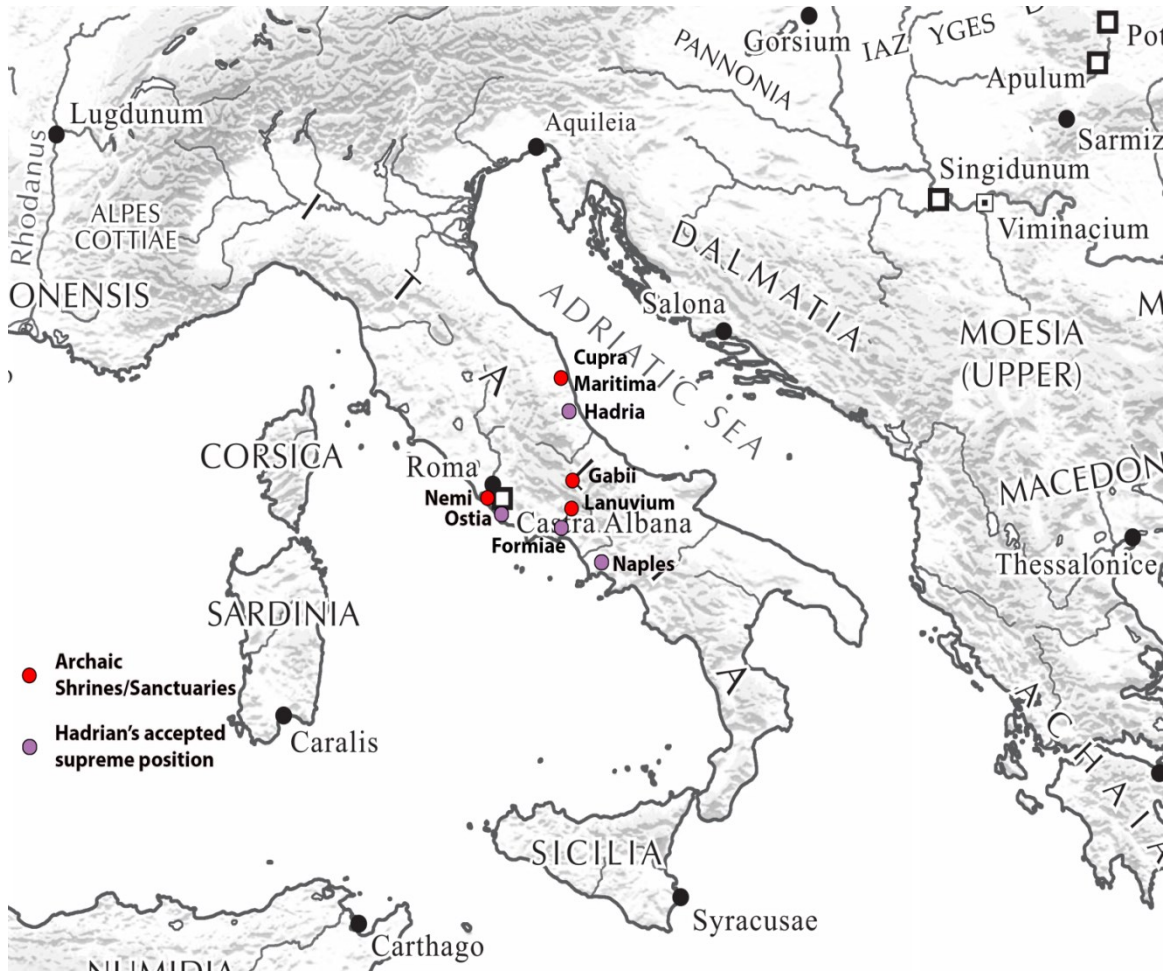 Gorsium
IAZYGES
PANNONIA
Pot
Apulum
Lugdunum
Aquileia
Sarmiz
Singidunum
Viminacium
Rhodanus
ALPES
COTTIAE
ONENSIS
ITALIA
DALMATIA
ADRIATIC SEA
Salona
MOESIA
(UPPER)
M
Cupra
Maritima
Hadria
CORSICA
Roma
Gabii
Nemi
Lanuvium
Ostia
Castra Albana
Formiae
Naples
MACEDON
Thessalonice
SARDINIA
Archaic
Shrines/Sanctuaries
Hadrian's accepted
supreme position
Caralis
ACHAIA
SICILIA
Syracusae
Carthago
NUMIDIA